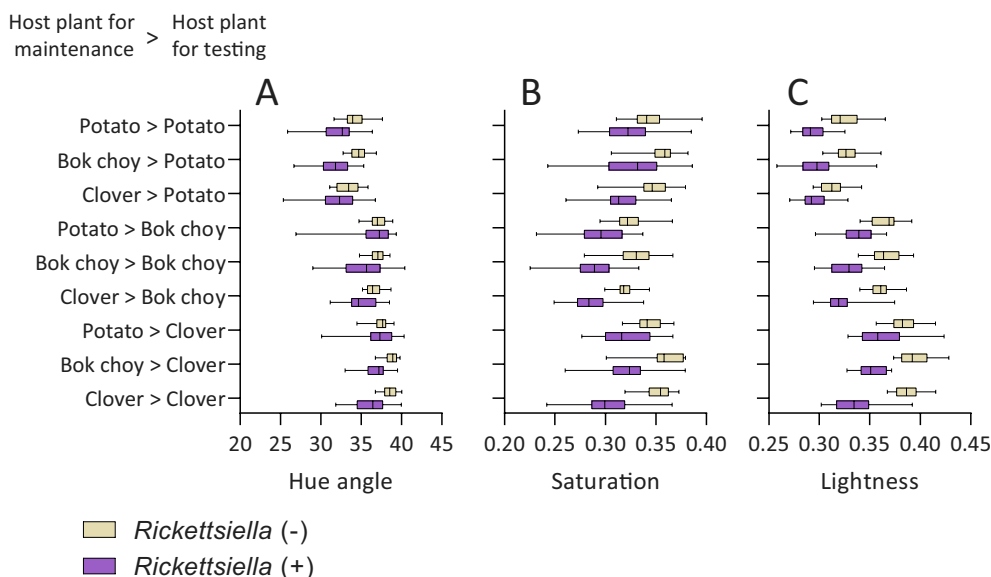 Host plant for maintenance > Host plant for testing
A
B
C
Potato > Potato
Bok choy > Potato
Clover > Potato
Potato > Bok choy
Bok choy > Bok choy
Clover > Bok choy
Potato > Clover
Bok choy > Clover
Clover > Clover
20 25 30 35 40 45
0.20 0.25 0.30 0.35 0.40
0.25 0.30 0.35 0.40 0.45
Hue angle
Saturation
Lightness
Rickettsiella (-)
Rickettsiella (+)